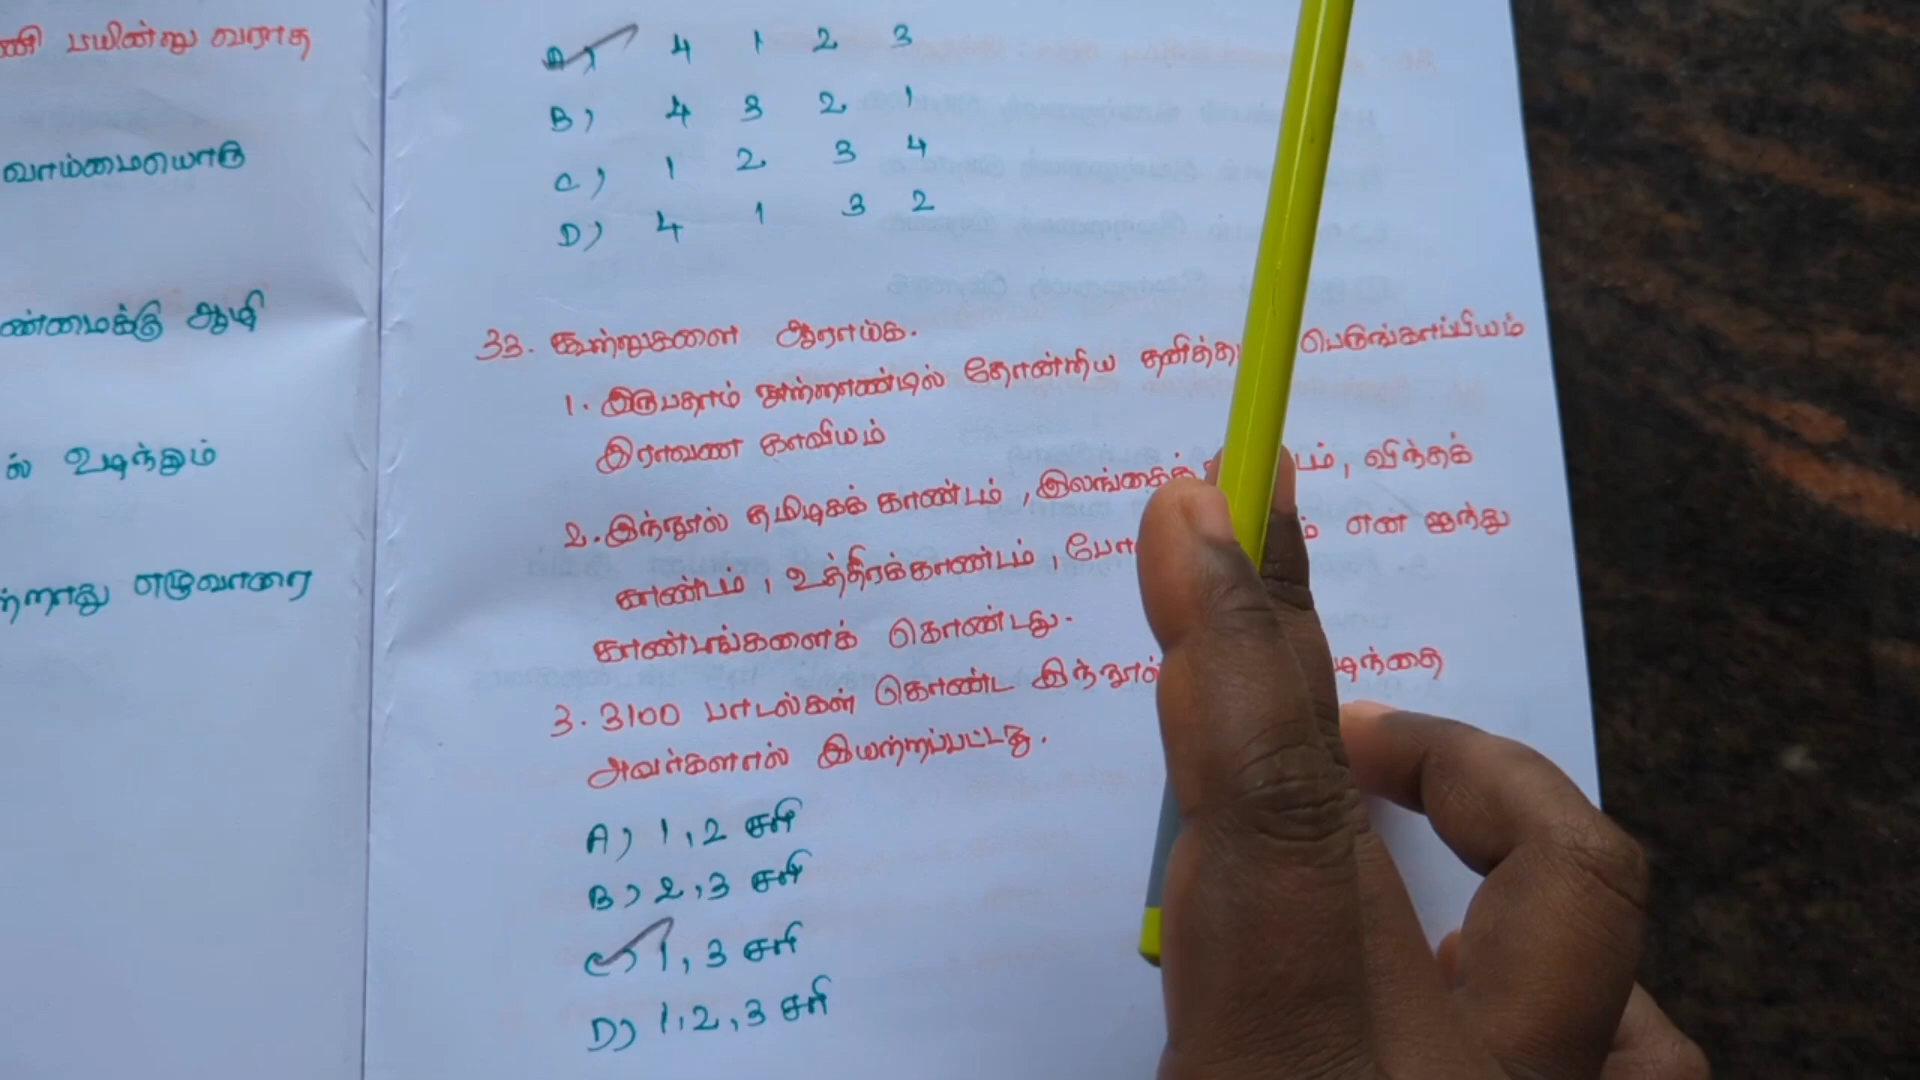 ணி பயின்று வராத
வாய்மையொடு
ண்மைக்கு ஆழி
ல் உடிந்தும்
ற்றாது எழுவாரை
A) 4 1 2 3
B) 4 3 2 1
C) 1 2 3 4
D) 4 1 3 2
33. கூற்றுகளை ஆராய்க.
1. இருபதாம் நூற்றாண்டில் தோன்றிய தனித்த பெருங்காப்பியம்
இராவண காவியம்
2. இந்நூல் தமிழகக் காண்டம், இலங்கைக் டம், விந்தக்
காண்டம், உத்திரக்காண்டம், போ ம் என ஐந்து
காண்டங்களைக் கொண்டது.
3. 3100 பாடல்கள் கொண்ட இந்நூல் ழந்தை
அவர்களால் இயற்றப்பட்டது.
A) 1, 2 சரி
B) 2, 3 சரி
C) 1, 3 சரி
D) 1, 2, 3 சரி